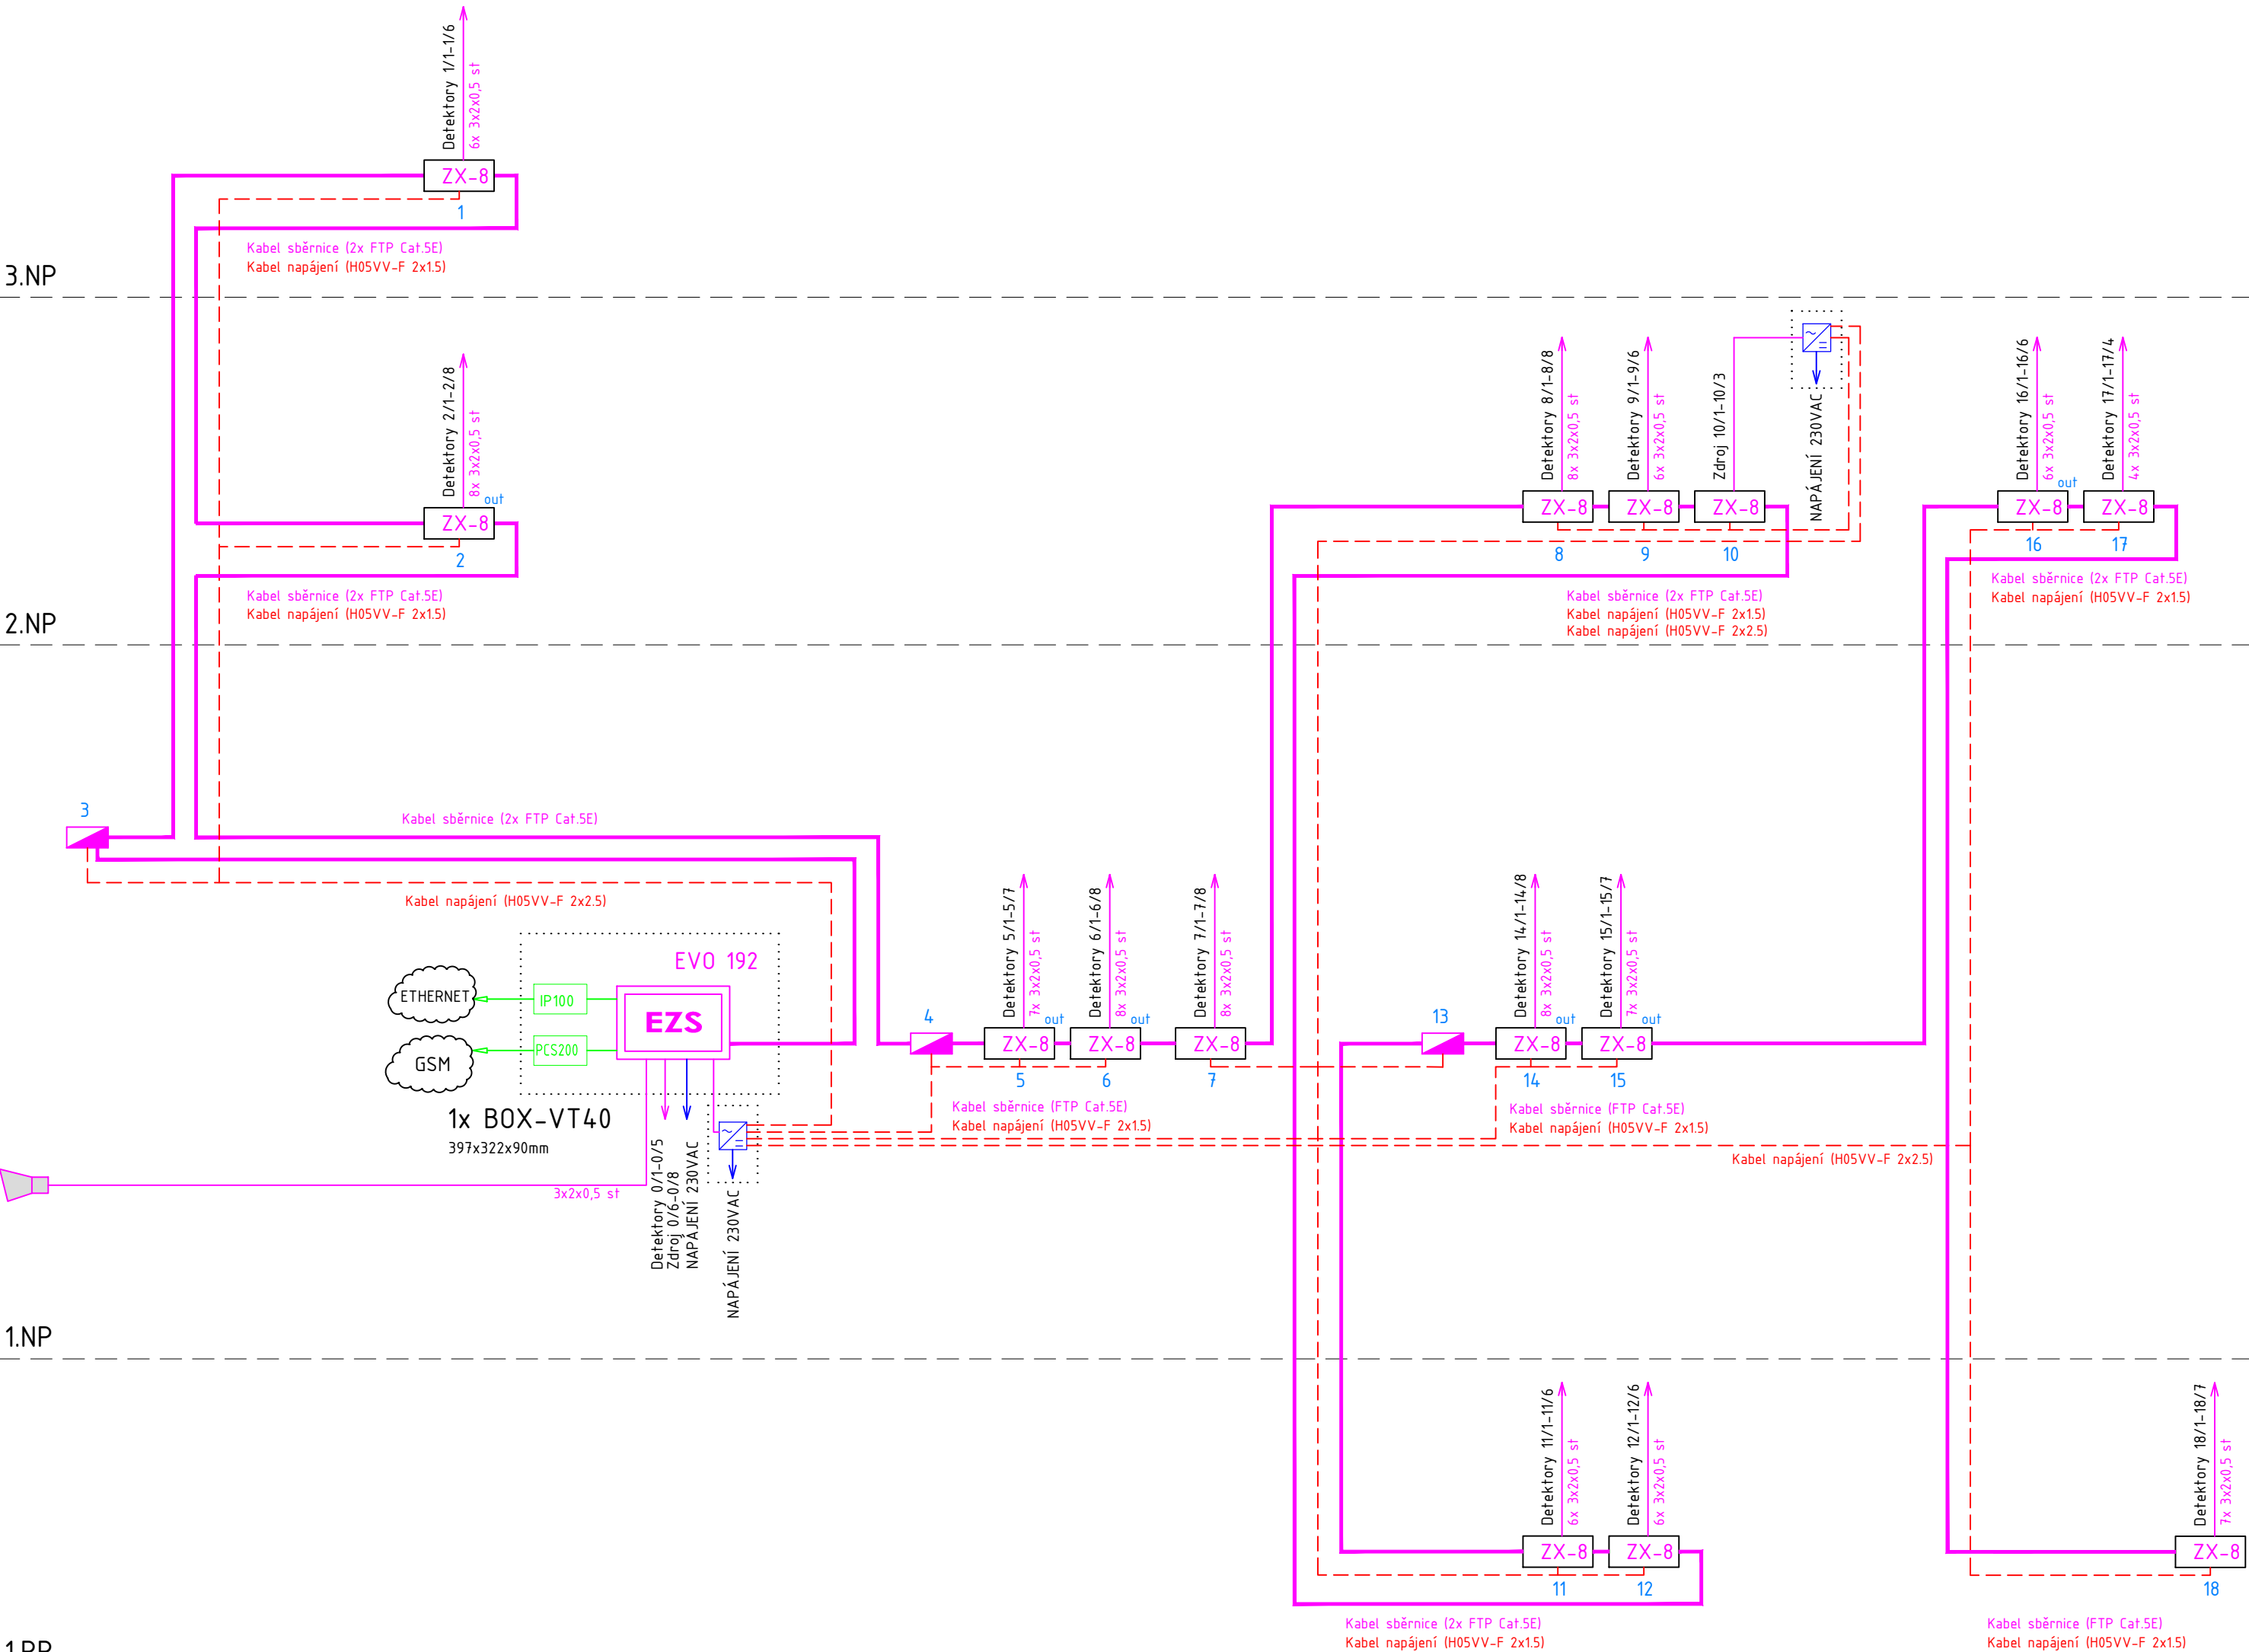 Detektory 1/1-1/6
6x 3x2x0,5 st
ZX-8
1
Kabel sběrnice (2x FTP Cat.5E)
Kabel napájení (H05VV-F 2x1.5)
3.NP
Detektory 2/1-2/8
8x 3x2x0,5 st
out
ZX-8
2
Kabel sběrnice (2x FTP Cat.5E)
Kabel napájení (H05VV-F 2x1.5)
Detektory 8/1-8/8
8x 3x2x0,5 st
ZX-8
8
Detektory 9/1-9/6
6x 3x2x0,5 st
ZX-8
9
Zdroj 10/1-10/3
ZX-8
10
NAPÁJENÍ 230VAC
Kabel sběrnice (2x FTP Cat.5E)
Kabel napájení (H05VV-F 2x1.5)
Kabel napájení (H05VV-F 2x2.5)
Detektory 16/1-16/6
6x 3x2x0,5 st
out
ZX-8
16
Detektory 17/1-17/4
4x 3x2x0,5 st
ZX-8
17
Kabel sběrnice (2x FTP Cat.5E)
Kabel napájení (H05VV-F 2x1.5)
2.NP
3
Kabel sběrnice (2x FTP Cat.5E)
Kabel napájení (H05VV-F 2x2.5)
EVO 192
ETHERNET
IP100
EZS
GSM
PCS200
1x BOX-VT40
397x322x90mm
3x2x0,5 st
Detektory 0/1-0/5
Zdroj 0/6-0/8
NAPÁJENÍ 230VAC
NAPÁJENÍ 230VAC
4
Detektory 5/1-5/7
7x 3x2x0,5 st
out
ZX-8
5
Detektory 6/1-6/8
8x 3x2x0,5 st
out
ZX-8
6
Detektory 7/1-7/8
8x 3x2x0,5 st
ZX-8
7
Kabel sběrnice (FTP Cat.5E)
Kabel napájení (H05VV-F 2x1.5)
13
Detektory 14/1-14/8
8x 3x2x0,5 st
out
ZX-8
14
Detektory 15/1-15/7
7x 3x2x0,5 st
out
ZX-8
15
Kabel sběrnice (FTP Cat.5E)
Kabel napájení (H05VV-F 2x1.5)
Kabel napájení (H05VV-F 2x2.5)
1.NP
Detektory 11/1-11/6
6x 3x2x0,5 st
ZX-8
11
Detektory 12/1-12/6
6x 3x2x0,5 st
ZX-8
12
Kabel sběrnice (2x FTP Cat.5E)
Kabel napájení (H05VV-F 2x1.5)
Detektory 18/1-18/7
7x 3x2x0,5 st
ZX-8
18
Kabel sběrnice (FTP Cat.5E)
Kabel napájení (H05VV-F 2x1.5)
1.PP